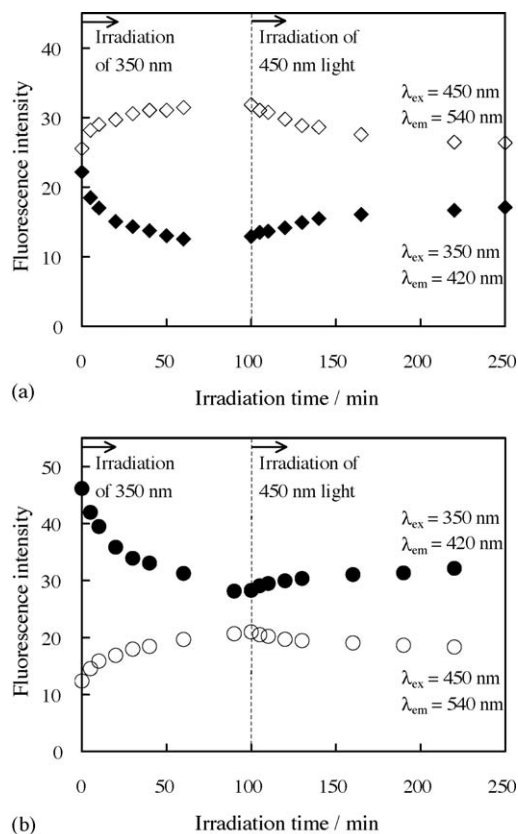 Irradiation
of 350 nm
Irradiation of
450 nm light
λex = 450 nm
λem = 540 nm
λex = 350 nm
λem = 420 nm
40
30
20
10
0
0 50 100 150 200 250
Fluorescence intensity
Irradiation time / min
(a)
Irradiation
of 350 nm
Irradiation of
450 nm light
λex = 350 nm
λem = 420 nm
λex = 450 nm
λem = 540 nm
50
40
30
20
10
0
0 50 100 150 200 250
Fluorescence intensity
Irradiation time / min
(b)